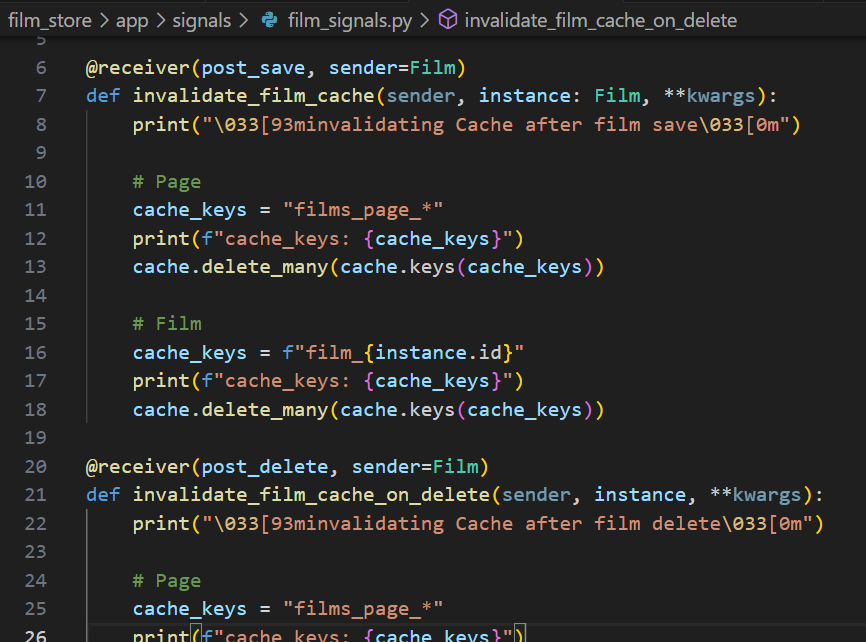 film_store > app > signals > film_signals.py > invalidate_film_cache_on_delete
5
6 @receiver(post_save, sender=Film)
7 def invalidate_film_cache(sender, instance: Film, **kwargs):
8     print("\033[93minvalidating Cache after film save\033[0m")
9
10     # Page
11     cache_keys = "films_page_*"
12     print(f"cache_keys: {cache_keys}")
13     cache.delete_many(cache.keys(cache_keys))
14
15     # Film
16     cache_keys = f"film_{instance.id}"
17     print(f"cache_keys: {cache_keys}")
18     cache.delete_many(cache.keys(cache_keys))
19
20 @receiver(post_delete, sender=Film)
21 def invalidate_film_cache_on_delete(sender, instance, **kwargs):
22     print("\033[93minvalidating Cache after film delete\033[0m")
23
24     # Page
25     cache_keys = "films_page_*"
26     print(f"cache_keys: {cache_keys}")